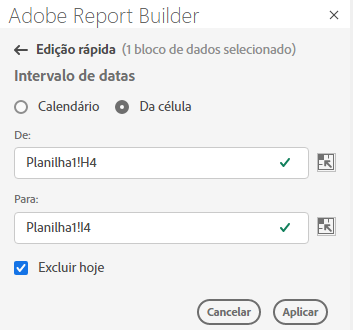 Adobe Report Builder
Edição rápida (1 bloco de dados selecionado)
Intervalo de datas
Calendário Da célula
De:
Planilha1!H4
Para:
Planilha1!I4
Excluir hoje
Cancelar Aplicar